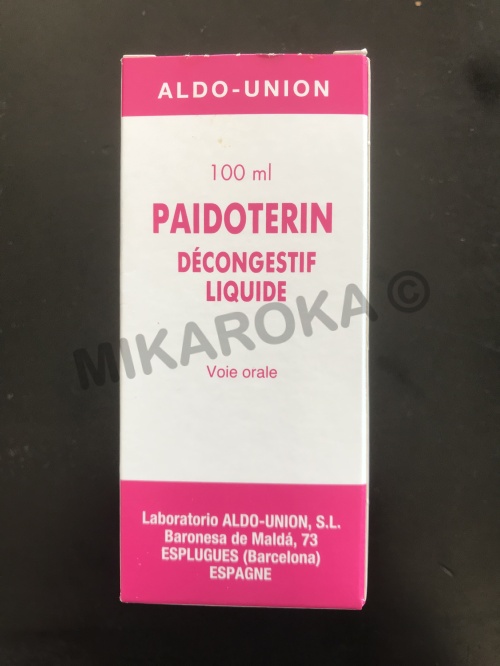 ALDO-UNION
100 ml
PAIDOTERIN
DÉCONGESTIF
LIQUIDE
MIKAROKA ©
Voie orale
Laboratorio ALDO-UNION, S.L.
Baronesa de Maldá, 73
ESPLUGUES (Barcelona)
ESPAGNE